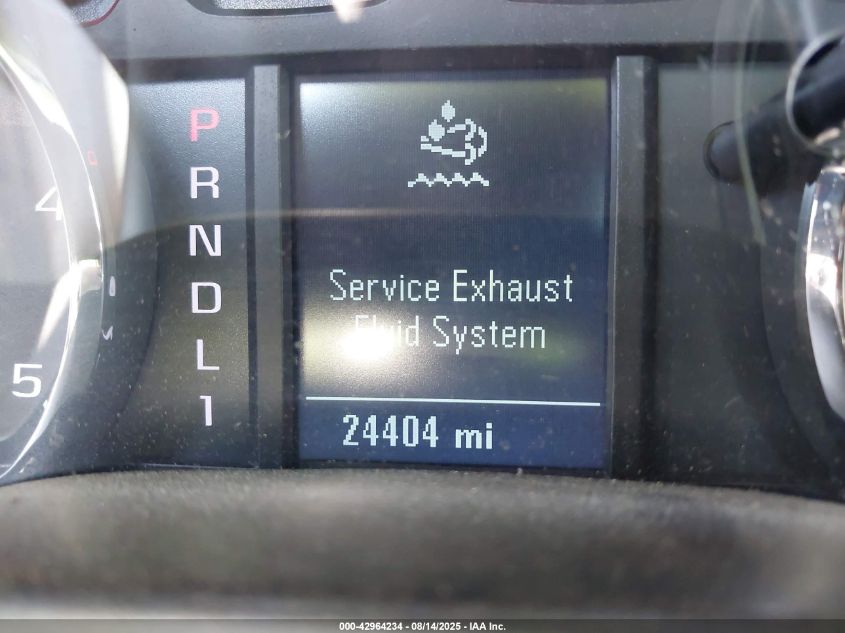 P
R
N
D
L
1
4
5
Service Exhaust
Fluid System
24404 mi
000-42964234 - 08/14/2025 - IAA Inc.